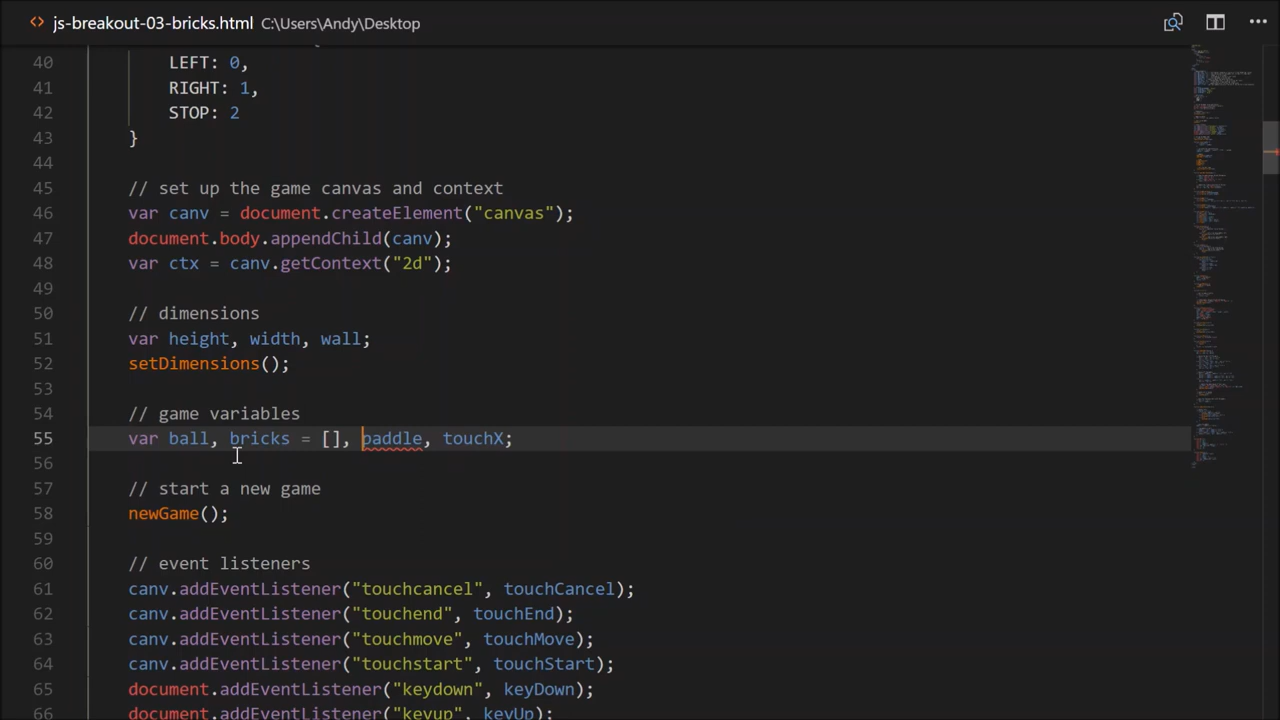 js-breakout-03-bricks.html C:\Users\Andy\Desktop
40 LEFT: 0,
41 RIGHT: 1,
42 STOP: 2
43 }
44
45 // set up the game canvas and context
46 var canv = document.createElement("canvas");
47 document.body.appendChild(canv);
48 var ctx = canv.getContext("2d");
49
50 // dimensions
51 var height, width, wall;
52 setDimensions();
53
54 // game variables
55 var ball, bricks = [], paddle, touchX;
56
57 // start a new game
58 newGame();
59
60 // event listeners
61 canv.addEventListener("touchcancel", touchCancel);
62 canv.addEventListener("touchend", touchEnd);
63 canv.addEventListener("touchmove", touchMove);
64 canv.addEventListener("touchstart", touchStart);
65 document.addEventListener("keydown", keyDown);
66 document.addEventListener("keyup", keyUp);